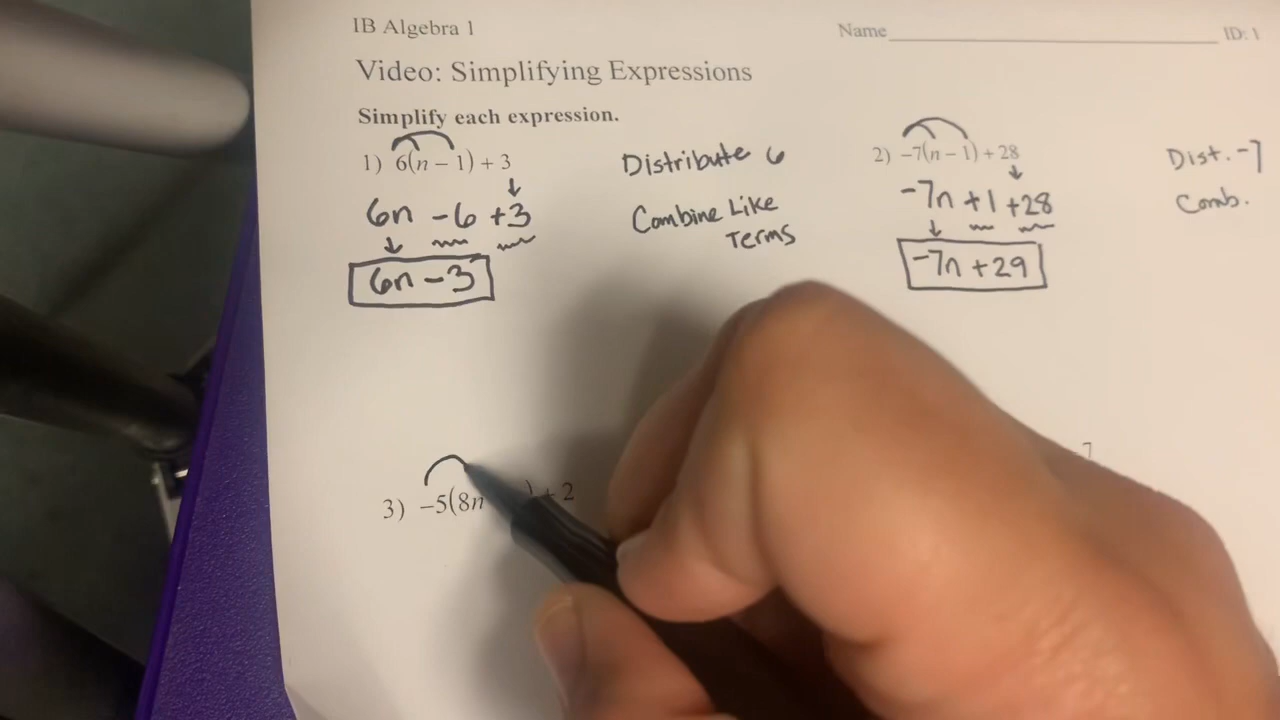 IB Algebra 1
Name ID: 1
Video: Simplifying Expressions
Simplify each expression.
1) 6(n − 1) + 3
6n −6 +3
6n − 3
Distribute 6
Combine Like
Terms
2) −7(n − 1) + 28
−7n +1 +28
−7n +29
Dist. −7
Comb.
3) −5(8n ) + 2
−7